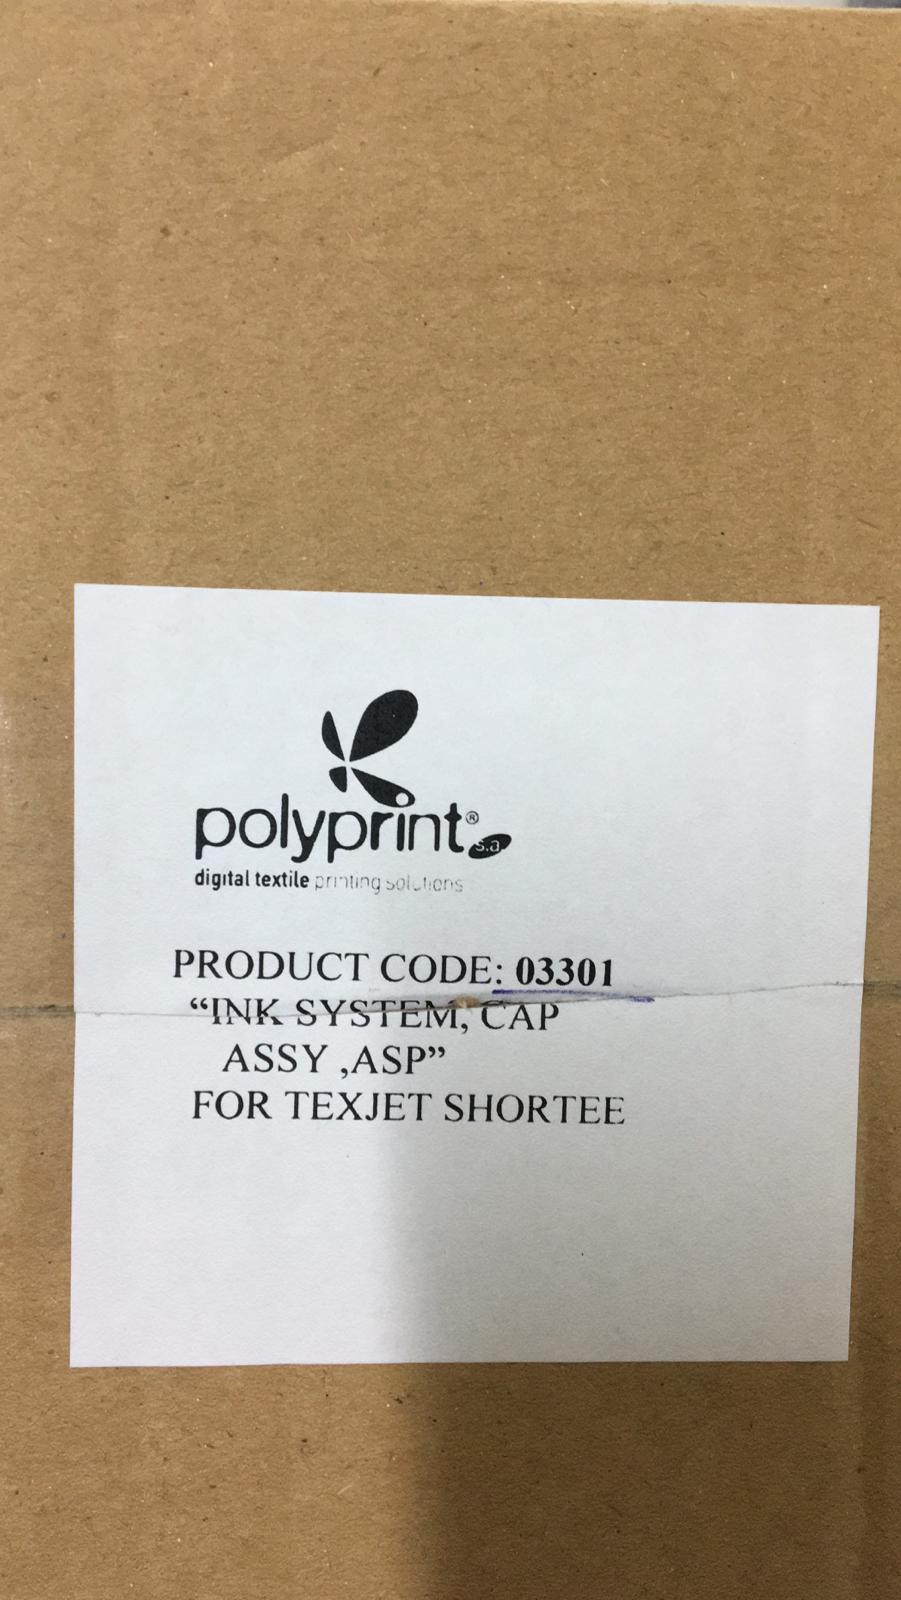 polyprint® s.a
digital textile printing solutions
PRODUCT CODE: 03301
“INK SYSTEM, CAP
ASSY ,ASP”
FOR TEXJET SHORTEE